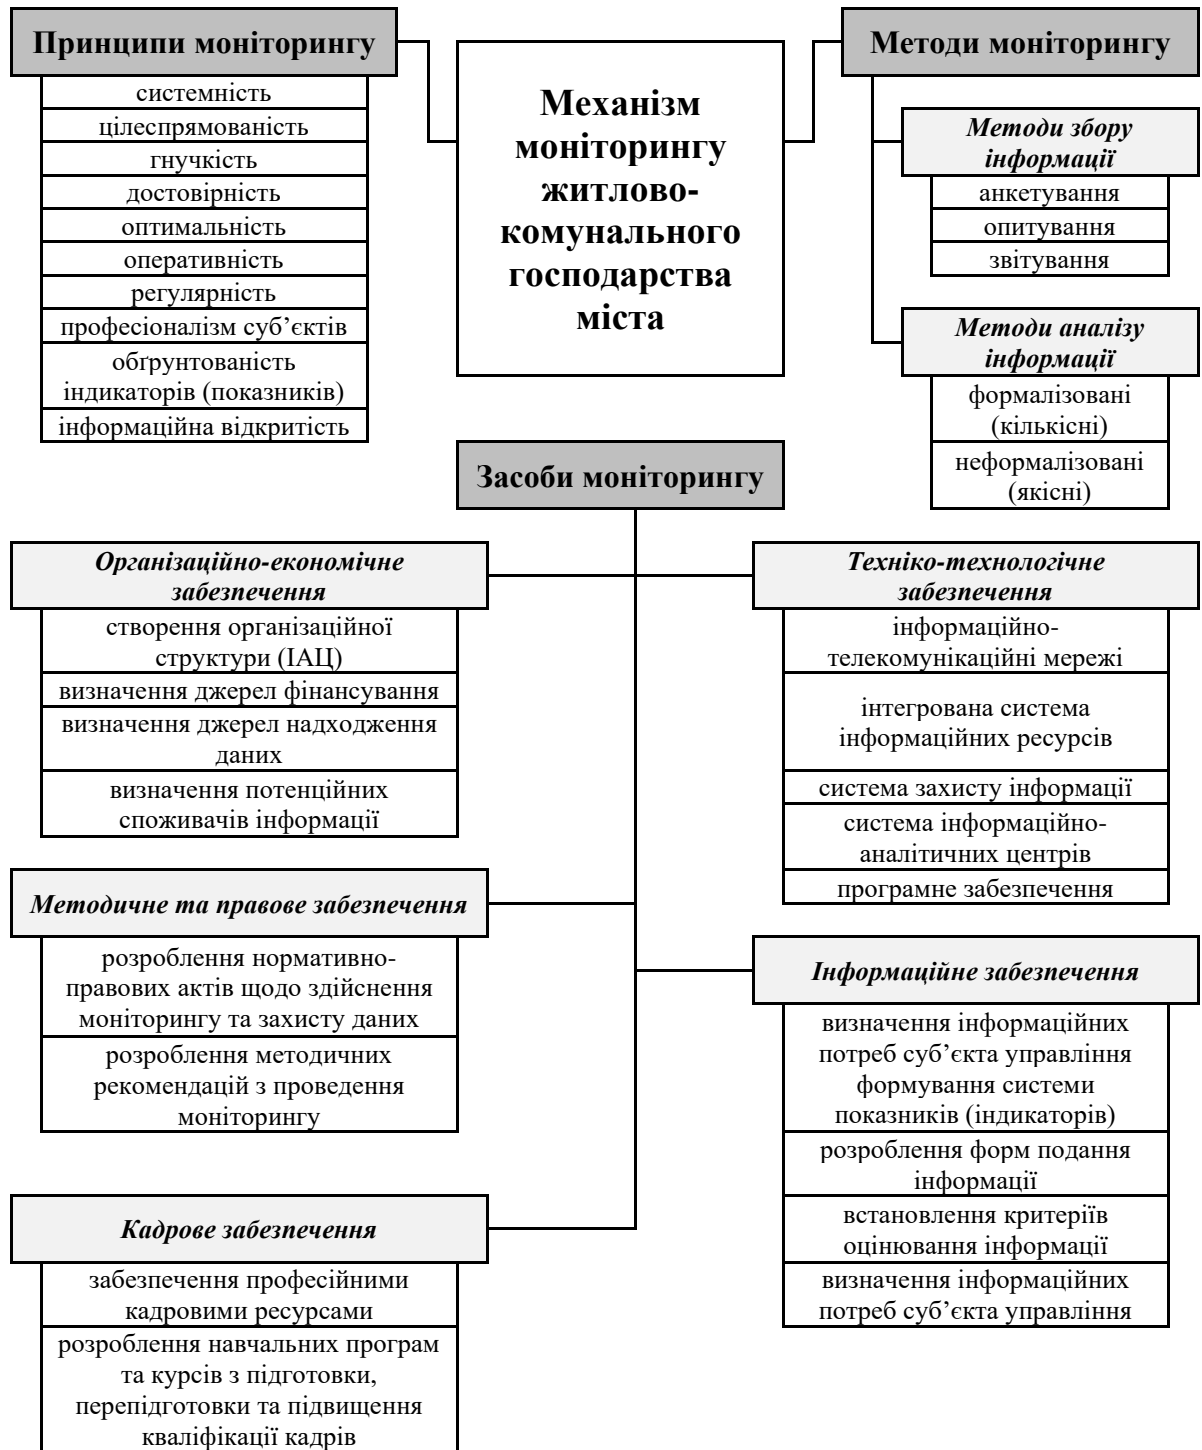 Принципи моніторингу
системність
цілеспрямованість
гнучкість
достовірність
оптимальність
оперативність
регулярність
професіоналізм суб’єктів
обґрунтованість
індикаторів (показників)
інформаційна відкритість
Механізм
моніторингу
житлово-
комунального
господарства
міста
Методи моніторингу
Методи збору
інформації
анкетування
опитування
звітування
Методи аналізу
інформації
формалізовані
(кількісні)
неформалізовані
(якісні)
Засоби моніторингу
Організаційно-економічне
забезпечення
створення організаційної
структури (ІАЦ)
визначення джерел фінансування
визначення джерел надходження
даних
визначення потенційних
споживачів інформації
Методичне та правове забезпечення
розроблення нормативно-
правових актів щодо здійснення
моніторингу та захисту даних
розроблення методичних
рекомендацій з проведення
моніторингу
Кадрове забезпечення
забезпечення професійними
кадровими ресурсами
розроблення навчальних програм
та курсів з підготовки,
перепідготовки та підвищення
кваліфікації кадрів
Техніко-технологічне
забезпечення
інформаційно-
телекомунікаційні мережі
інтегрована система
інформаційних ресурсів
система захисту інформації
система інформаційно-
аналітичних центрів
програмне забезпечення
Інформаційне забезпечення
визначення інформаційних
потреб суб’єкта управління
формування системи
показників (індикаторів)
розроблення форм подання
інформації
встановлення критеріїв
оцінювання інформації
визначення інформаційних
потреб суб’єкта управління